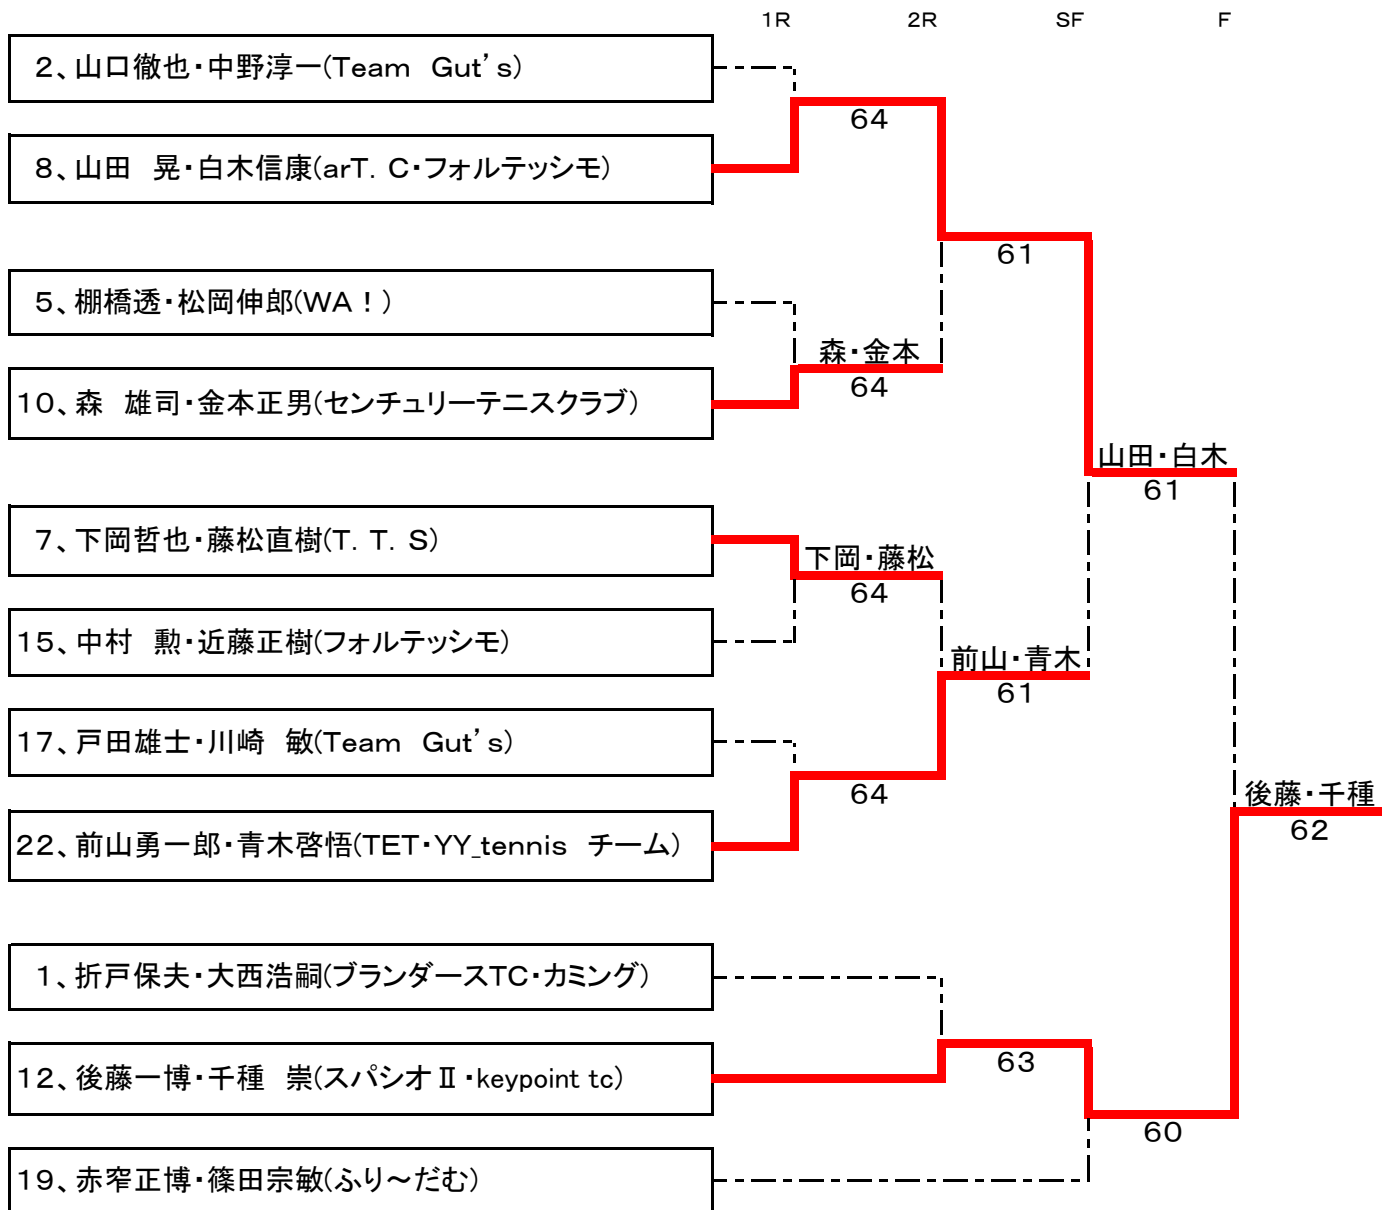 1R 2R SF F
2、山口徹也・中野淳一(Team Gut's)
64
8、山田 晃・白木信康(arT. C・フォルテッシモ)
61
5、棚橋透・松岡伸郎(WA！)
森・金本
64
10、森 雄司・金本正男(センチュリーテニスクラブ)
山田・白木
61
7、下岡哲也・藤松直樹(T. T. S)
下岡・藤松
64
15、中村 勲・近藤正樹(フォルテッシモ)
前山・青木
61
17、戸田雄士・川崎 敏(Team Gut's)
64
後藤・千種
62
22、前山勇一郎・青木啓悟(TET・YY_tennis チーム)
1、折戸保夫・大西浩嗣(ブランダースTC・カミング)
63
12、後藤一博・千種 崇(スパシオⅡ・keypoint tc)
60
19、赤窄正博・篠田宗敏(ふり～だむ)